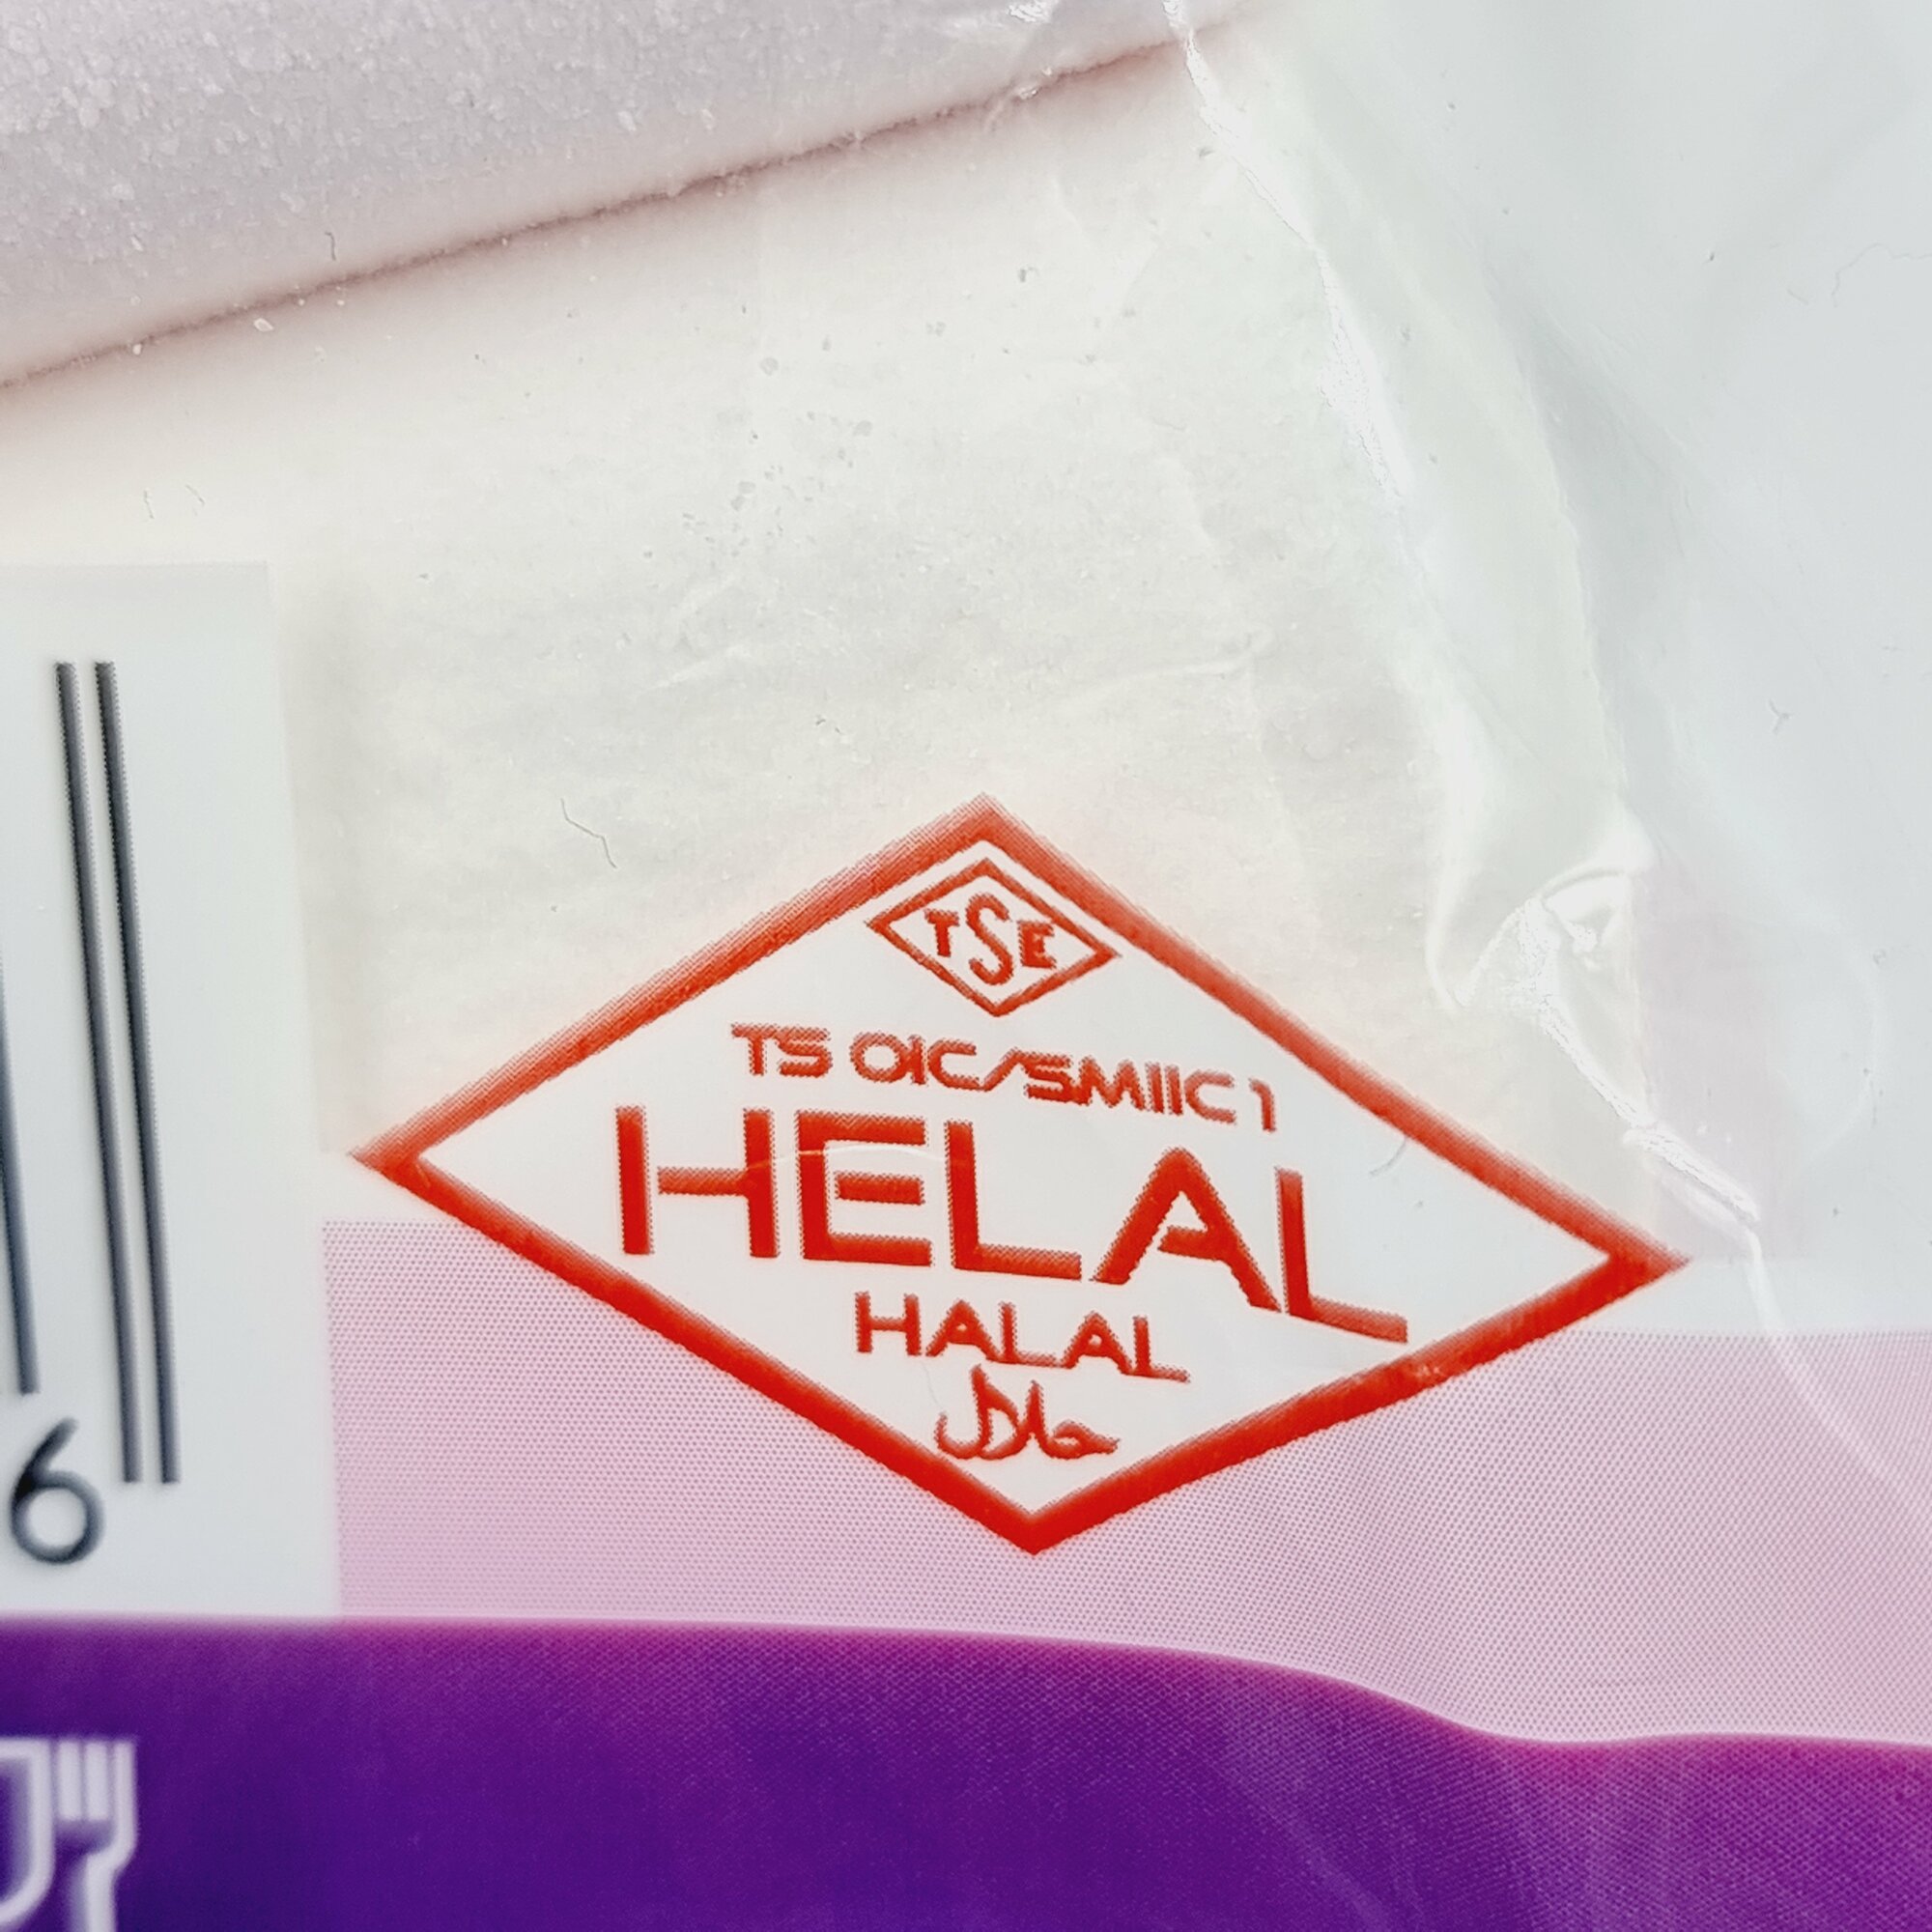 TSE
TS OIC/SMIIC 1
HELAL
HALAL
حلال
6